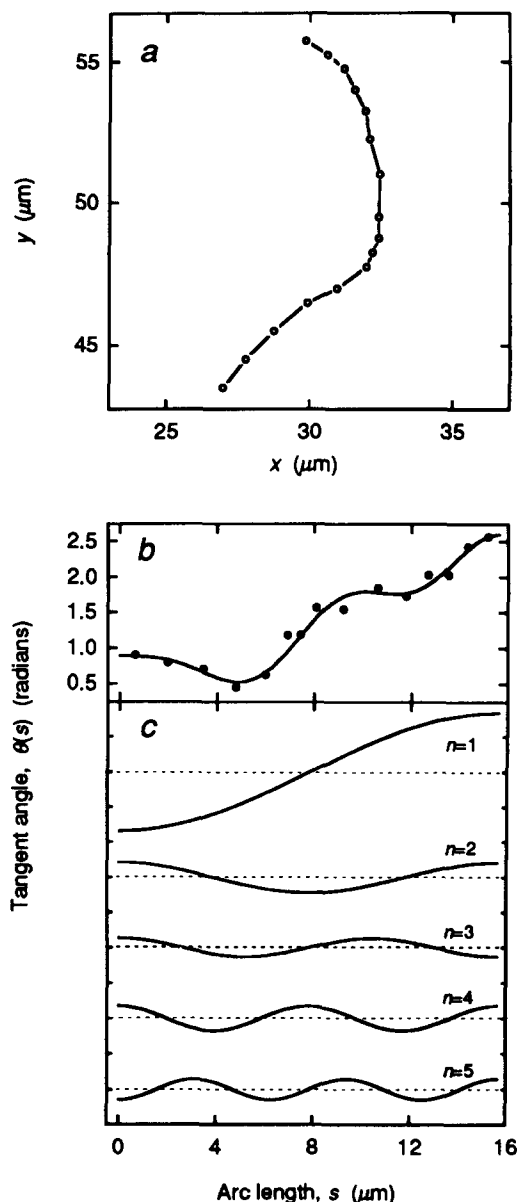 a
55
50
45
y (μm)
25 30 35
x (μm)
b
2.5
2.0
1.5
1.0
0.5
Tangent angle, θ(s) (radians)
c
n=1
n=2
n=3
n=4
n=5
0 4 8 12 16
Arc length, s (μm)